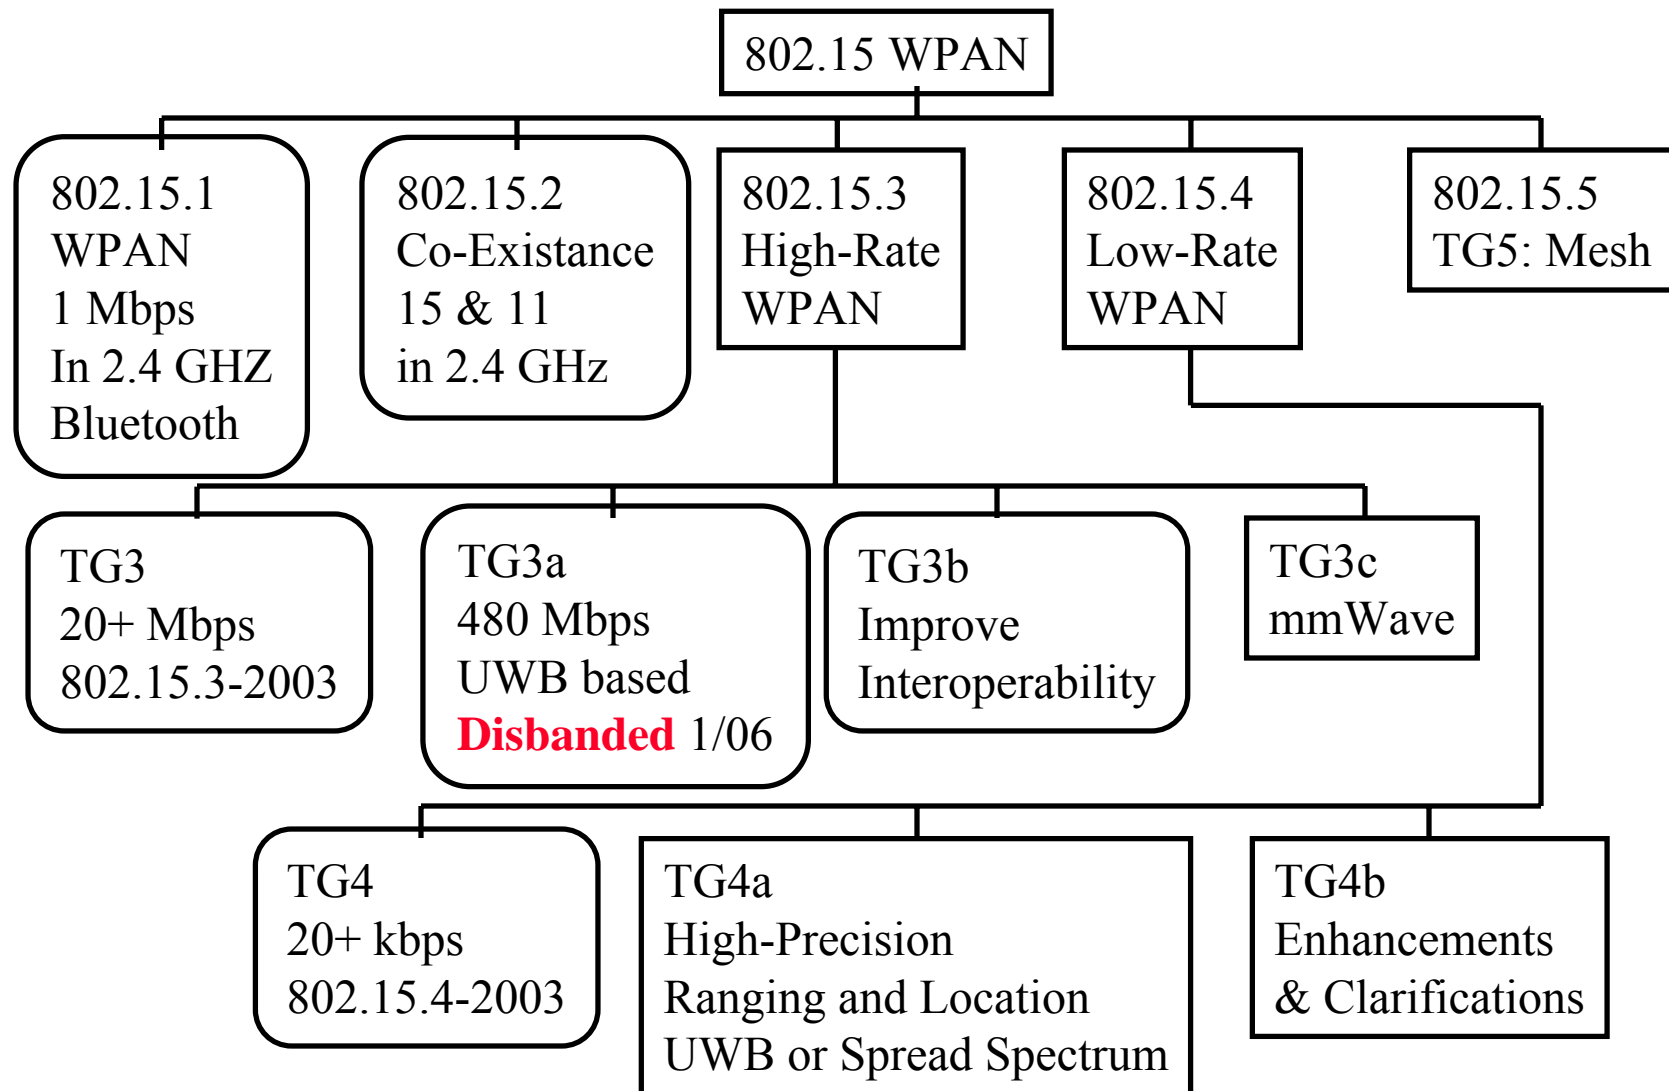 802.15 WPAN
802.15.1
WPAN
1 Mbps
In 2.4 GHZ
Bluetooth
802.15.2
Co-Existance
15 & 11
in 2.4 GHz
802.15.3
High-Rate
WPAN
802.15.4
Low-Rate
WPAN
802.15.5
TG5: Mesh
TG3
20+ Mbps
802.15.3-2003
TG3a
480 Mbps
UWB based
Disbanded 1/06
TG3b
Improve
Interoperability
TG3c
mmWave
TG4
20+ kbps
802.15.4-2003
TG4a
High-Precision
Ranging and Location
UWB or Spread Spectrum
TG4b
Enhancements
& Clarifications